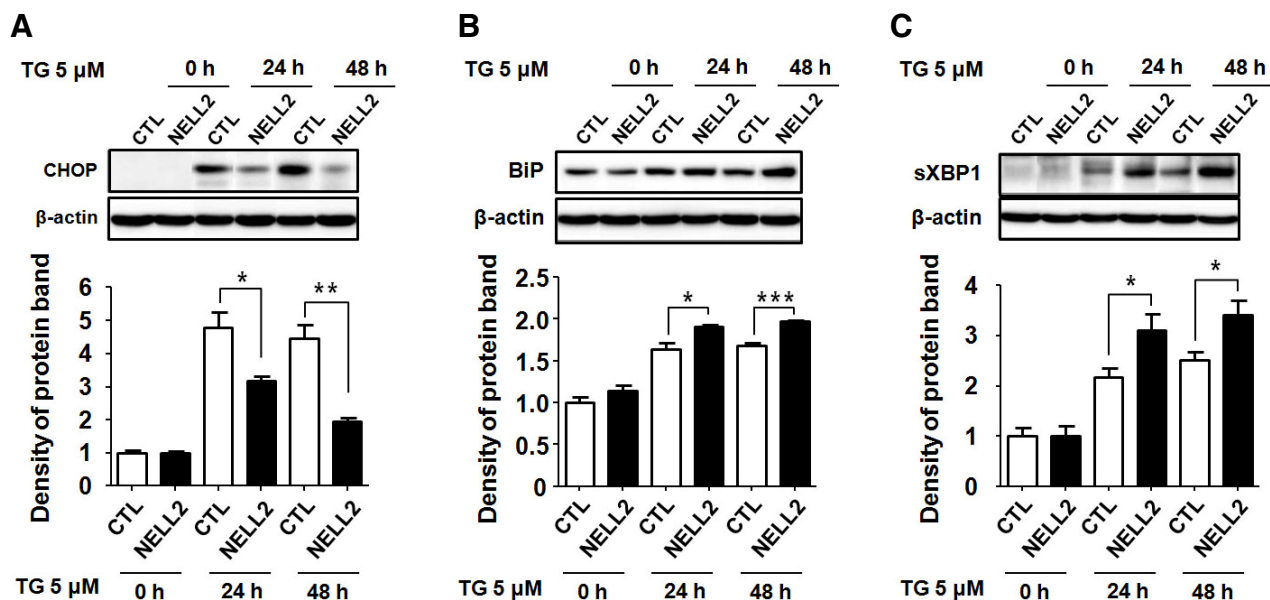 A
TG 5 μM 0 h 24 h 48 h
CTL NELL2 CTL NELL2 CTL NELL2
CHOP
β-actin
Density of protein band
6
5
4
3
2
1
0
* **
CTL NELL2 CTL NELL2 CTL NELL2
TG 5 μM 0 h 24 h 48 h
B
TG 5 μM 0 h 24 h 48 h
CTL NELL2 CTL NELL2 CTL NELL2
BiP
β-actin
Density of protein band
2.5
2.0
1.5
1.0
0.5
0
* ***
CTL NELL2 CTL NELL2 CTL NELL2
TG 5 μM 0 h 24 h 48 h
C
TG 5 μM 0 h 24 h 48 h
CTL NELL2 CTL NELL2 CTL NELL2
sXBP1
β-actin
Density of protein band
4
3
2
1
0
* *
CTL NELL2 CTL NELL2 CTL NELL2
TG 5 μM 0 h 24 h 48 h